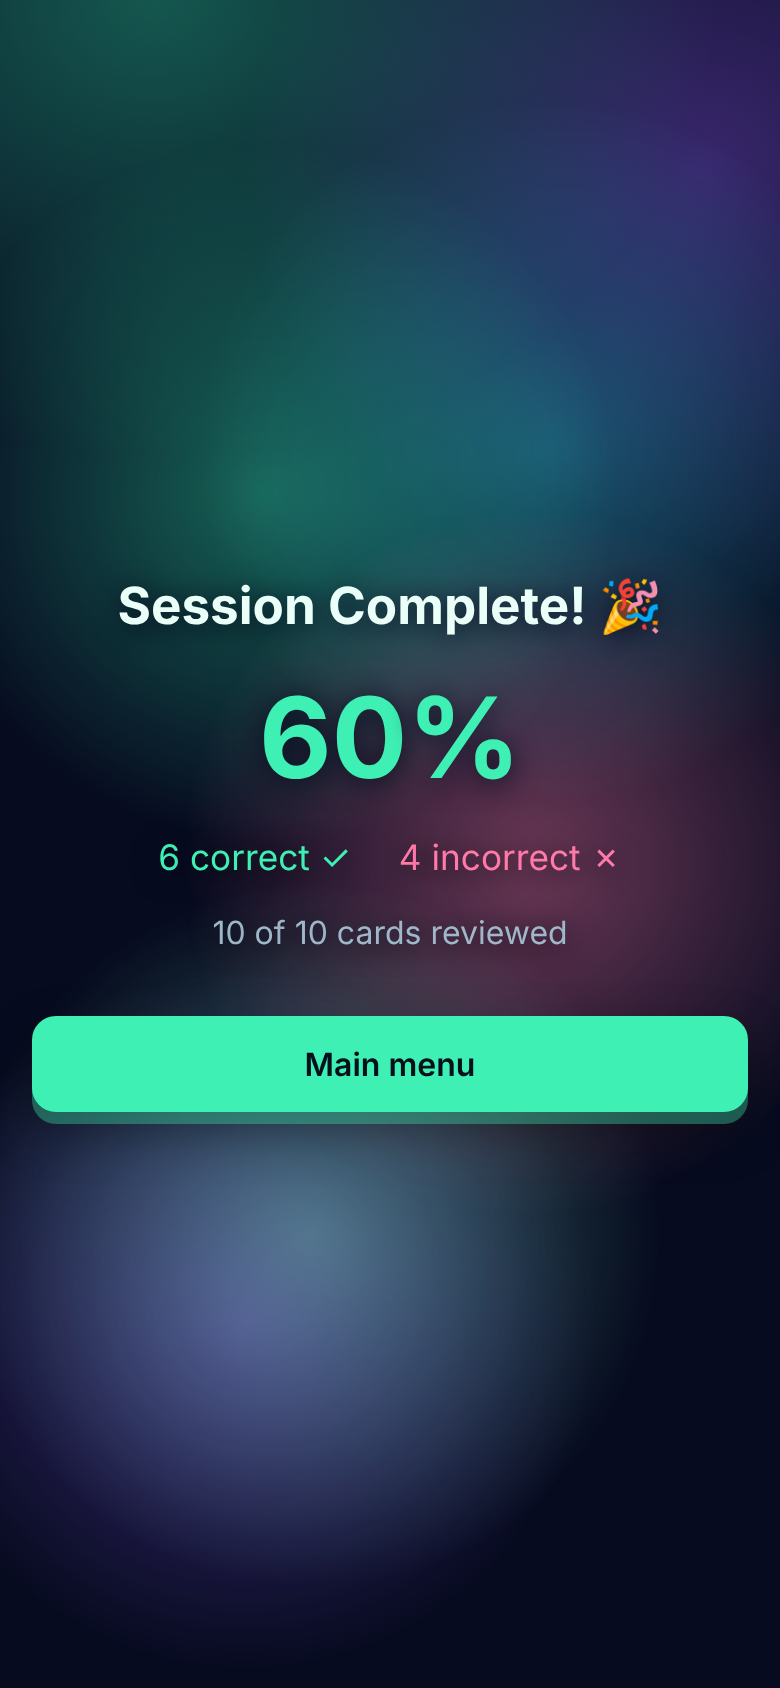 Session Complete! 🎉
60%
6 correct ✓ 4 incorrect ×
10 of 10 cards reviewed
Main menu